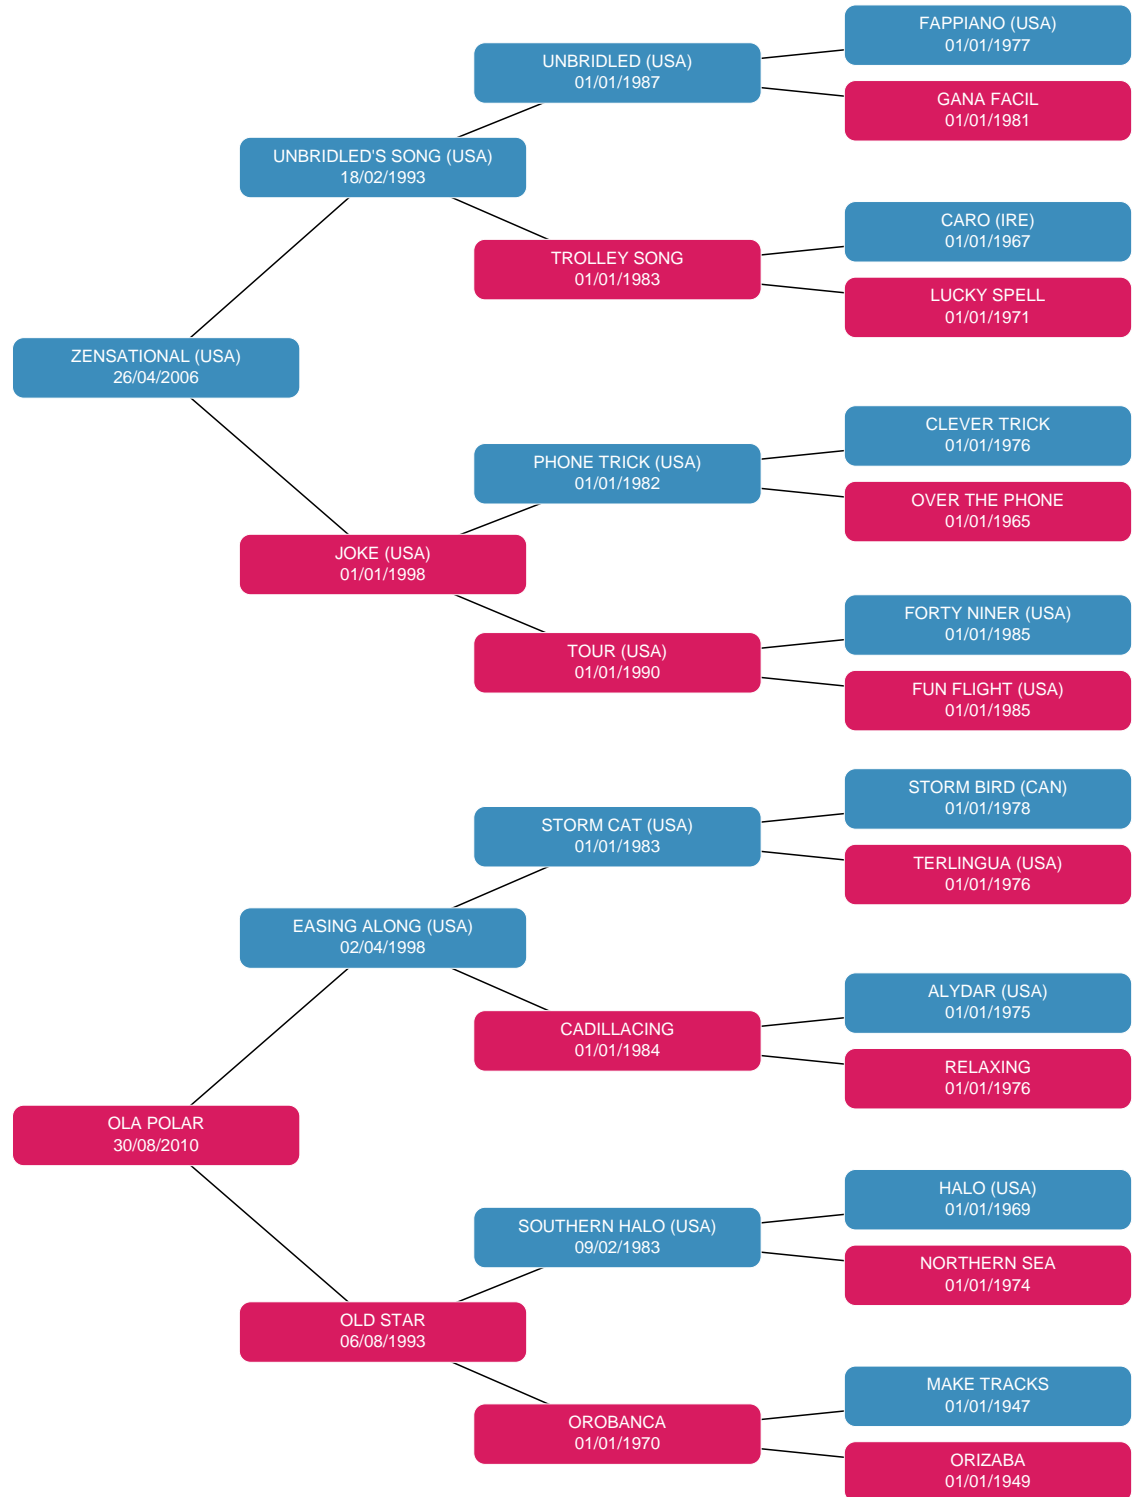 FAPPIANO (USA)
01/01/1977
UNBRIDLED (USA)
01/01/1987
GANA FACIL
01/01/1981
UNBRIDLED'S SONG (USA)
18/02/1993
CARO (IRE)
01/01/1967
TROLLEY SONG
01/01/1983
LUCKY SPELL
01/01/1971
ZENSATIONAL (USA)
26/04/2006
CLEVER TRICK
01/01/1976
PHONE TRICK (USA)
01/01/1982
OVER THE PHONE
01/01/1965
JOKE (USA)
01/01/1998
FORTY NINER (USA)
01/01/1985
TOUR (USA)
01/01/1990
FUN FLIGHT (USA)
01/01/1985
STORM BIRD (CAN)
01/01/1978
STORM CAT (USA)
01/01/1983
TERLINGUA (USA)
01/01/1976
EASING ALONG (USA)
02/04/1998
ALYDAR (USA)
01/01/1975
CADILLACING
01/01/1984
RELAXING
01/01/1976
OLA POLAR
30/08/2010
HALO (USA)
01/01/1969
SOUTHERN HALO (USA)
09/02/1983
NORTHERN SEA
01/01/1974
OLD STAR
06/08/1993
MAKE TRACKS
01/01/1947
OROBANCA
01/01/1970
ORIZABA
01/01/1949